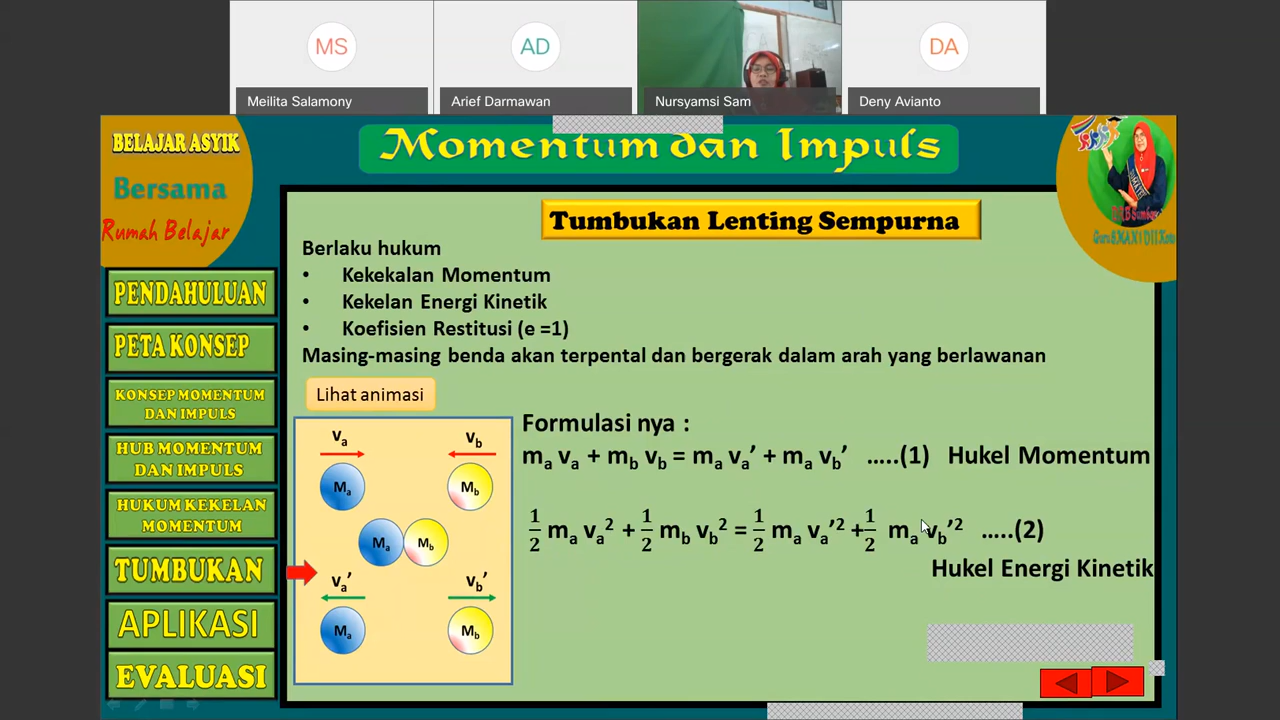 MS
AD
DA
Meilita Salamony
Arief Darmawan
Nursyamsi Sam
Deny Avianto
BELAJAR ASYIK
Bersama
Rumah Belajar
Momentum dan Impuls
Tumbukan Lenting Sempurna
Berlaku hukum
• Kekekalan Momentum
• Kekelan Energi Kinetik
• Koefisien Restitusi (e =1)
Masing-masing benda akan terpental dan bergerak dalam arah yang berlawanan
PENDAHULUAN
PETA KONSEP
KONSEP MOMENTUM
DAN IMPULS
HUB MOMENTUM
DAN IMPULS
HUKUM KEKELAN
MOMENTUM
TUMBUKAN
APLIKASI
EVALUASI
Lihat animasi
va vb
Ma Mb
Ma Mb
va' vb'
Ma Mb
Formulasi nya :
ma va + mb vb = ma va' + ma vb' .....(1) Hukel Momentum
1/2 ma va² + 1/2 mb vb² = 1/2 ma va'² + 1/2 ma vb'² .....(2)
Hukel Energi Kinetik